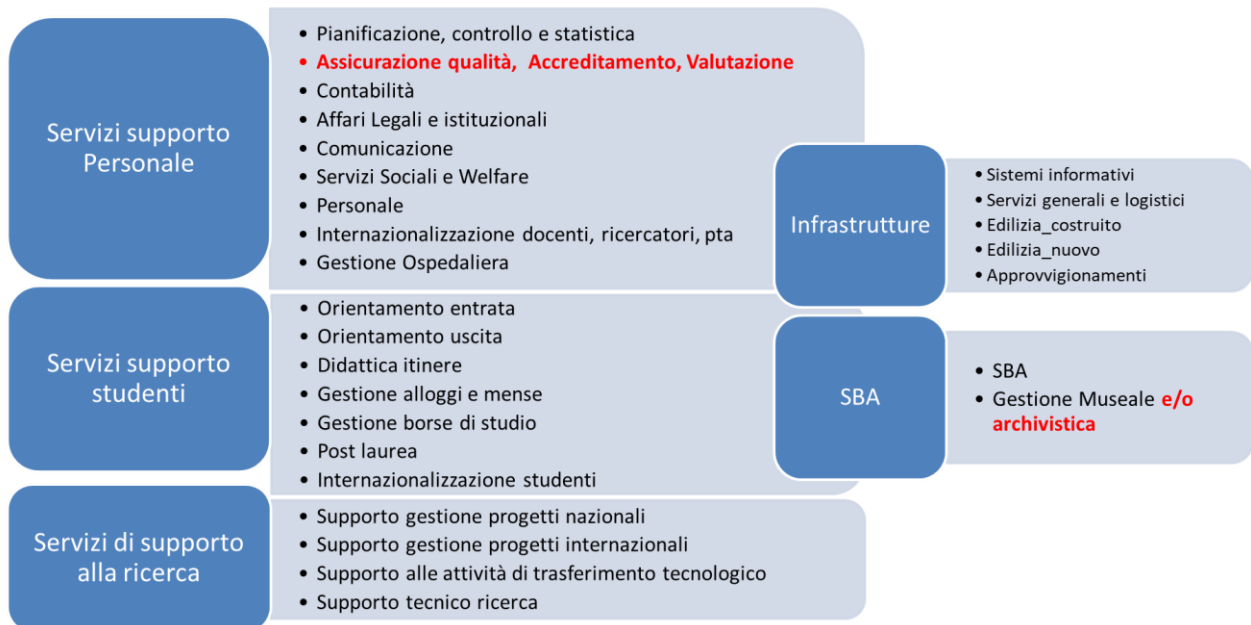 Servizi supporto
Personale
• Pianificazione, controllo e statistica
• Assicurazione qualità,  Accreditamento, Valutazione
• Contabilità
• Affari Legali e istituzionali
• Comunicazione
• Servizi Sociali e Welfare
• Personale
• Internazionalizzazione docenti, ricercatori, pta
• Gestione Ospedaliera
Servizi supporto
studenti
• Orientamento entrata
• Orientamento uscita
• Didattica itinere
• Gestione alloggi e mense
• Gestione borse di studio
• Post laurea
• Internazionalizzazione studenti
Servizi di supporto
alla ricerca
• Supporto gestione progetti nazionali
• Supporto gestione progetti internazionali
• Supporto alle attività di trasferimento tecnologico
• Supporto tecnico ricerca
Infrastrutture
• Sistemi informativi
• Servizi generali e logistici
• Edilizia_costruito
• Edilizia_nuovo
• Approvvigionamenti
SBA
• SBA
• Gestione Museale e/o
archivistica